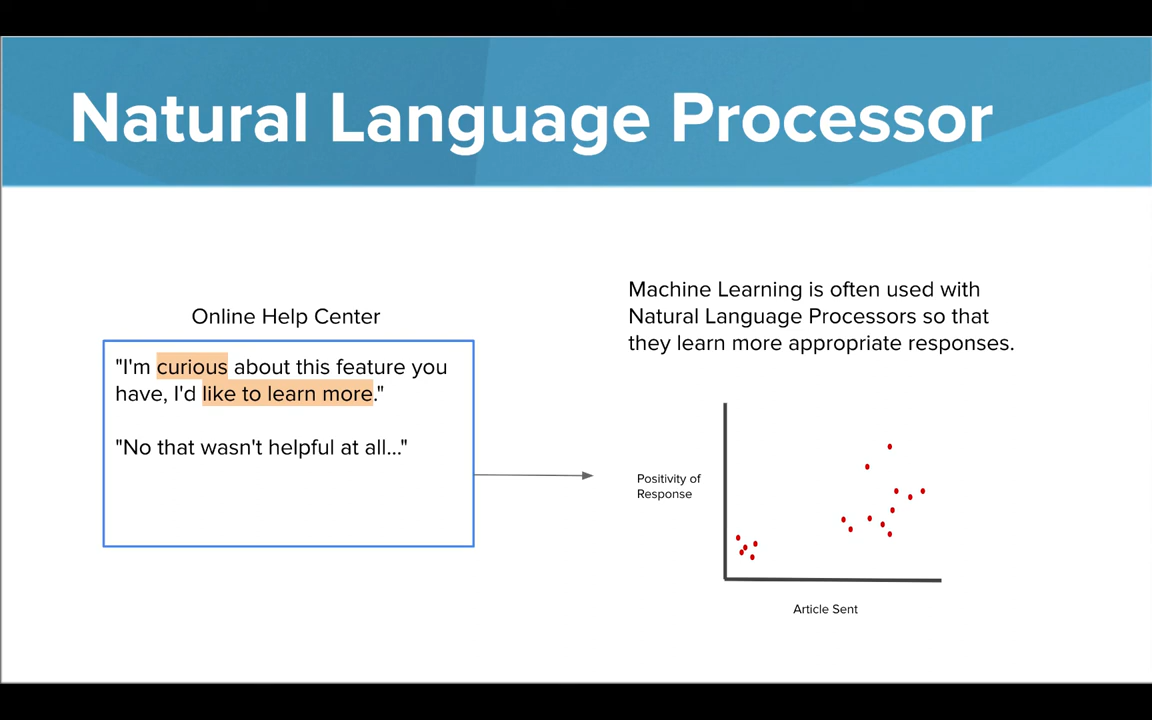 Natural Language Processor
Online Help Center
"I'm curious about this feature you
have, I'd like to learn more."
"No that wasn't helpful at all..."
Machine Learning is often used with
Natural Language Processors so that
they learn more appropriate responses.
Positivity of
Response
Article Sent